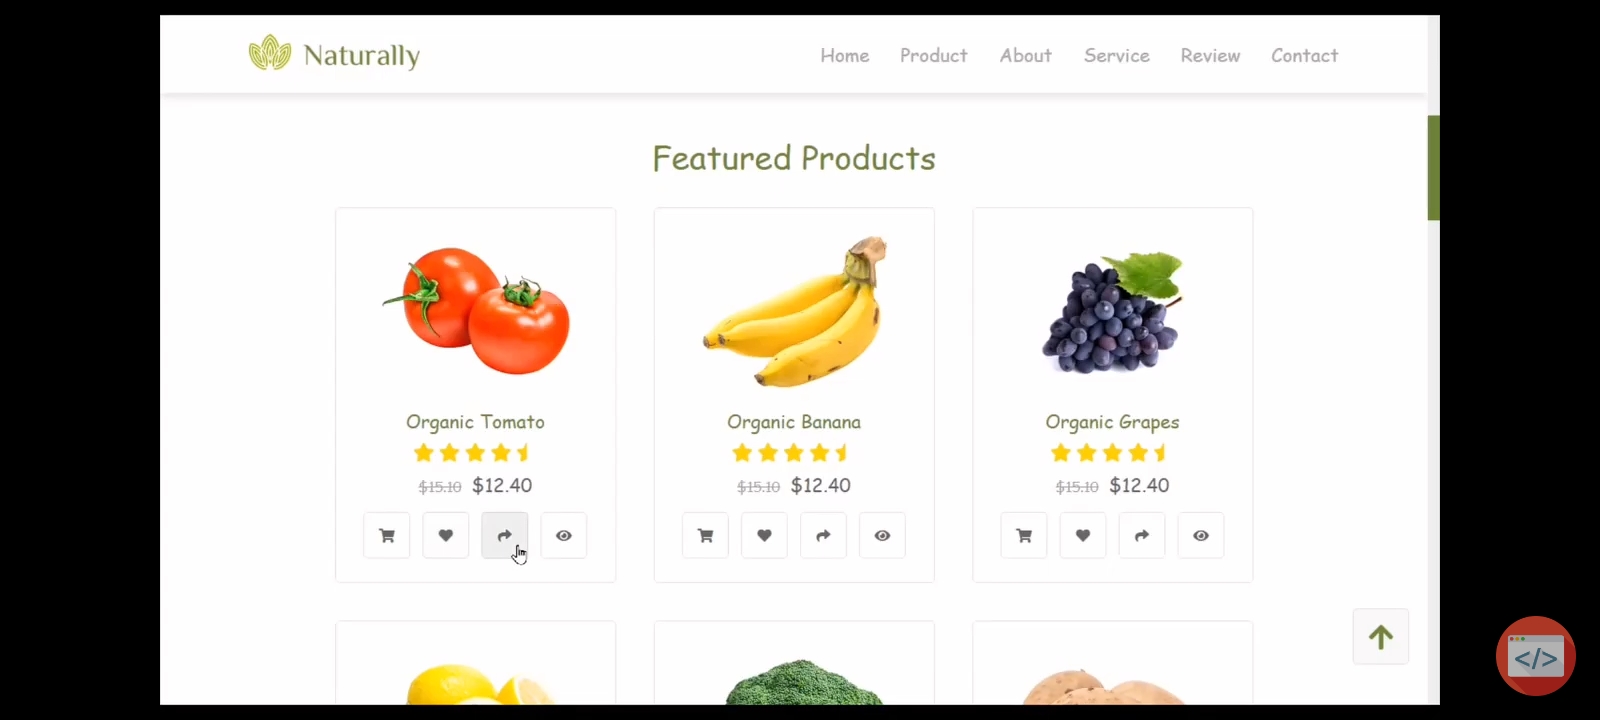 Naturally
Home Product About Service Review Contact
Featured Products
Organic Tomato Organic Banana Organic Grapes
$15.10 $12.40 $15.10 $12.40 $15.10 $12.40
</>